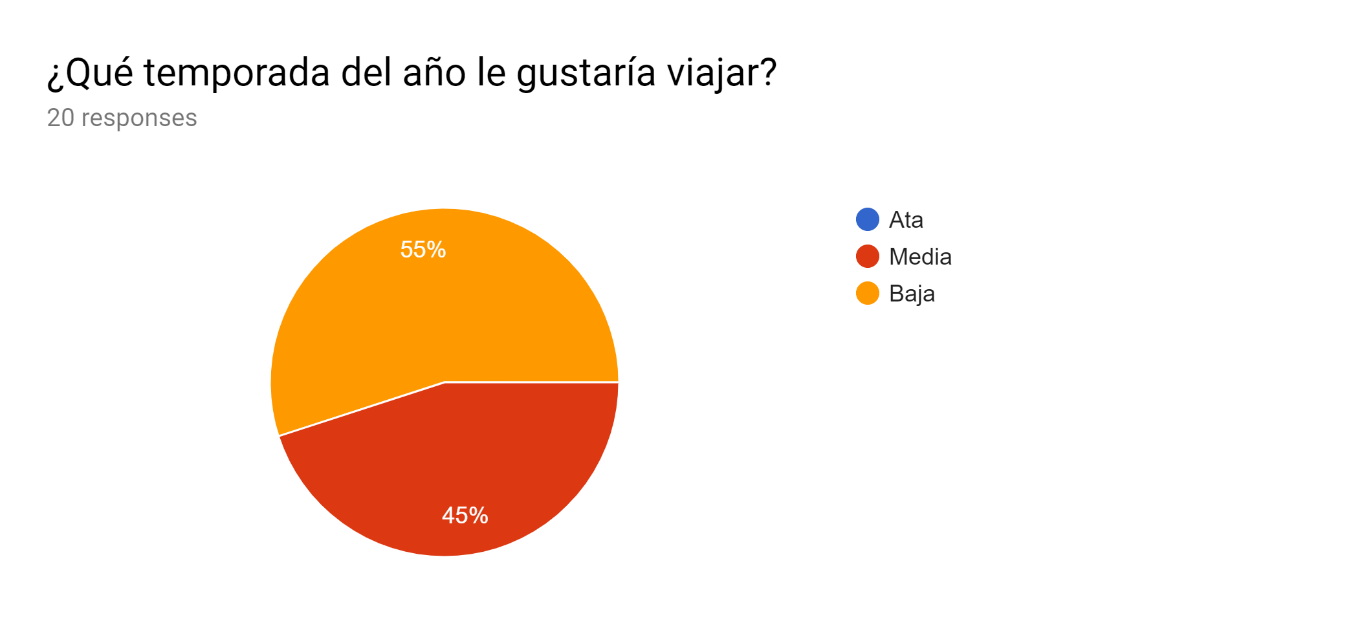 ¿Qué temporada del año le gustaría viajar?
20 responses
55%
45%
Ata
Media
Baja